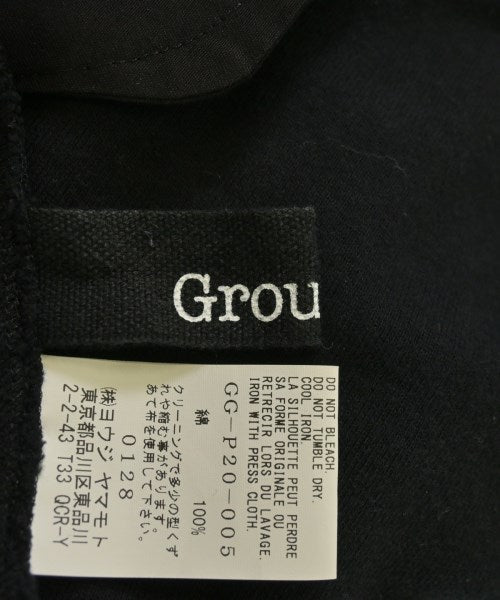 Grou
DO NOT BLEACH.
DO NOT TUMBLE DRY.
COOL IRON
LA SILHOUETTE PEUT PERDRE
SA FORME ORIGINALE OU
RETRECIR LORS DU LAVAGE.
IRON WITH PRESS CLOTH.
GG-P20-005
綿 100%
クリーニングで多少の型くず
れや縮む事があります。
あて布を使用して下さい。
0128
㈱ヨウジ ヤマモト
東京都品川区東品川
2-2-43 T33 QCR-Y